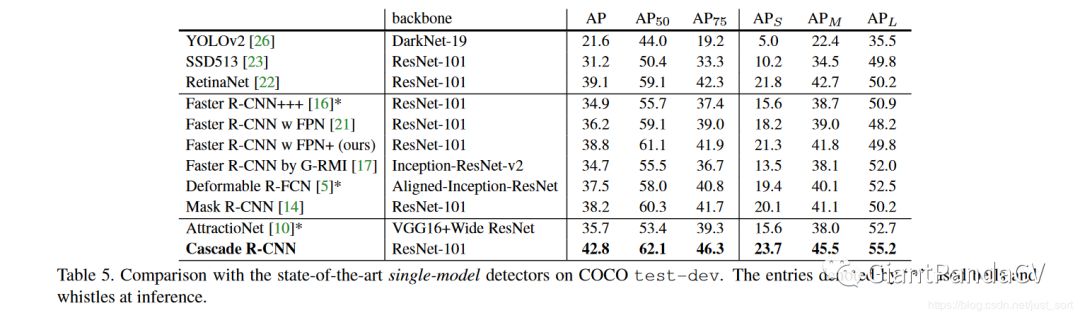 backbone AP AP50 AP75 APS APM APL
YOLOv2 [26] DarkNet-19 21.6 44.0 19.2 5.0 22.4 35.5
SSD513 [23] ResNet-101 31.2 50.4 33.3 10.2 34.5 49.8
RetinaNet [22] ResNet-101 39.1 59.1 42.3 21.8 42.7 50.2
Faster R-CNN+++ [16]* ResNet-101 34.9 55.7 37.4 15.6 38.7 50.9
Faster R-CNN w FPN [21] ResNet-101 36.2 59.1 39.0 18.2 39.0 48.2
Faster R-CNN w FPN+ (ours) ResNet-101 38.8 61.1 41.9 21.3 41.8 49.8
Faster R-CNN by G-RMI [17] Inception-ResNet-v2 34.7 55.5 36.7 13.5 38.1 52.0
Deformable R-FCN [5]* Aligned-Inception-ResNet 37.5 58.0 40.8 19.4 40.1 52.5
Mask R-CNN [14] ResNet-101 38.2 60.3 41.7 20.1 41.1 50.2
AttractioNet [10]* VGG16+Wide ResNet 35.7 53.4 39.3 15.6 38.0 52.7
Cascade R-CNN ResNet-101 42.8 62.1 46.3 23.7 45.5 55.2
Table 5. Comparison with the state-of-the-art single-model detectors on COCO test-dev. The entries and
whistles at inference.
GiantPandaCV
https://blog.csdn.net/just_sort